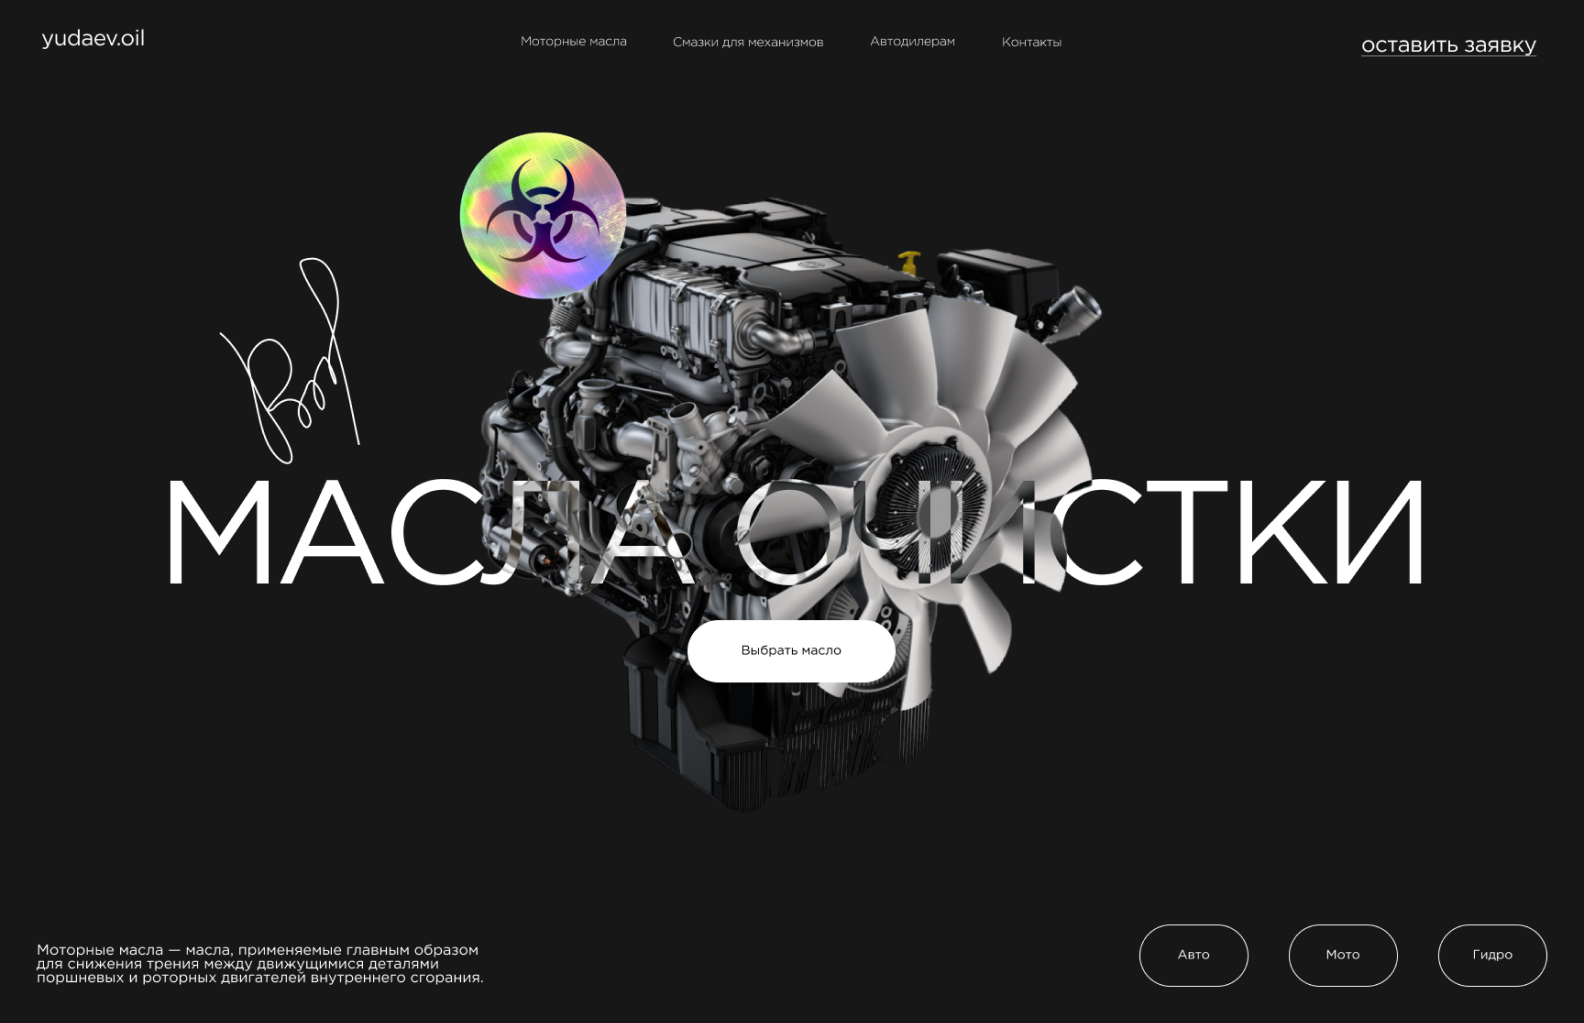 yudaev.oil
Моторные масла
Смазки для механизмов
Автодилерам
Контакты
оставить заявку
МАСЛА ОЧИСТКИ
Выбрать масло
Моторные масла — масла, применяемые главным образом
для снижения трения между движущимися деталями
поршневых и роторных двигателей внутреннего сгорания.
Авто
Мото
Гидро